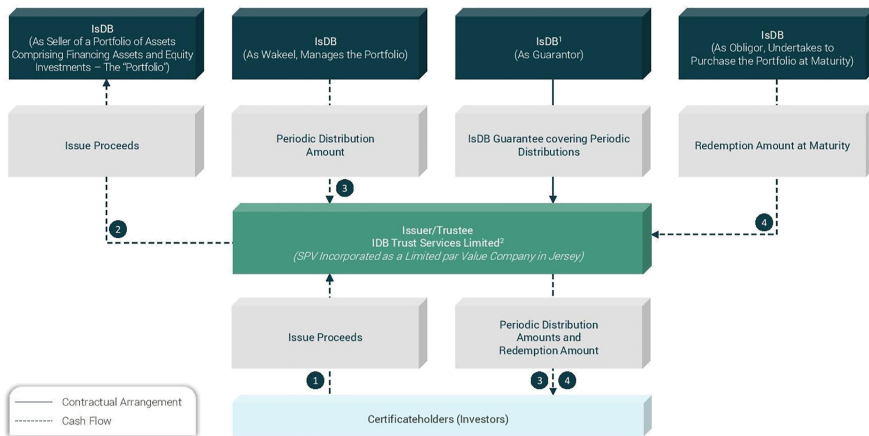 IsDB
(As Seller of a Portfolio of Assets
Comprising Financing Assets and Equity
Investments – The “Portfolio”)
IsDB
(As Wakeel, Manages the Portfolio)
IsDB¹
(As Guarantor)
IsDB
(As Obligor, Undertakes to
Purchase the Portfolio at Maturity)
Issue Proceeds
Periodic Distribution
Amount
IsDB Guarantee covering Periodic
Distributions
Redemption Amount at Maturity
3
2
4
Issuer/Trustee
IDB Trust Services Limited²
(SPV Incorporated as a Limited par Value Company in Jersey)
Issue Proceeds
Periodic Distribution
Amounts and
Redemption Amount
1
3
4
Certificateholders (Investors)
Contractual Arrangement
Cash Flow